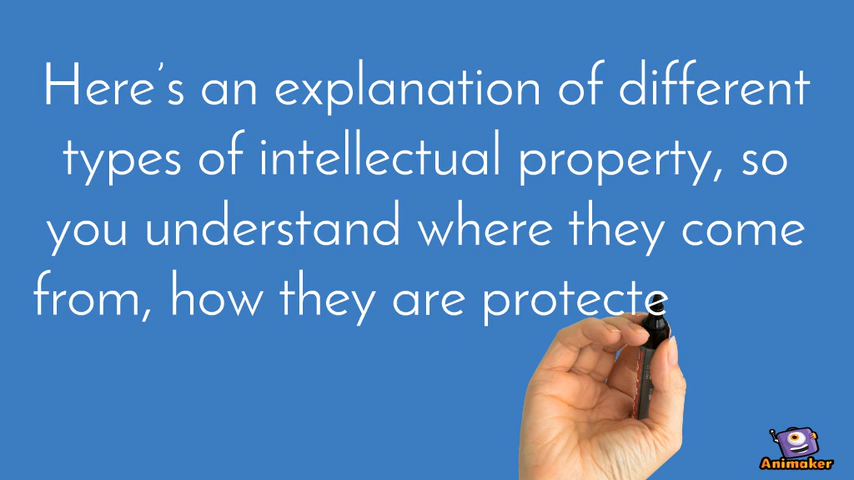 Here’s an explanation of different
types of intellectual property, so
you understand where they come
from, how they are protecte
Animaker